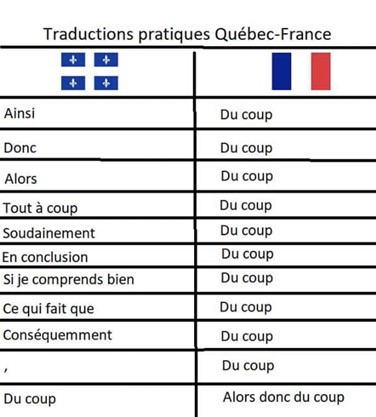 Traductions pratiques Québec-France
Ainsi Du coup
Donc Du coup
Alors Du coup
Tout à coup Du coup
Soudainement Du coup
En conclusion Du coup
Si je comprends bien Du coup
Ce qui fait que Du coup
Conséquemment Du coup
, Du coup
Du coup Alors donc du coup